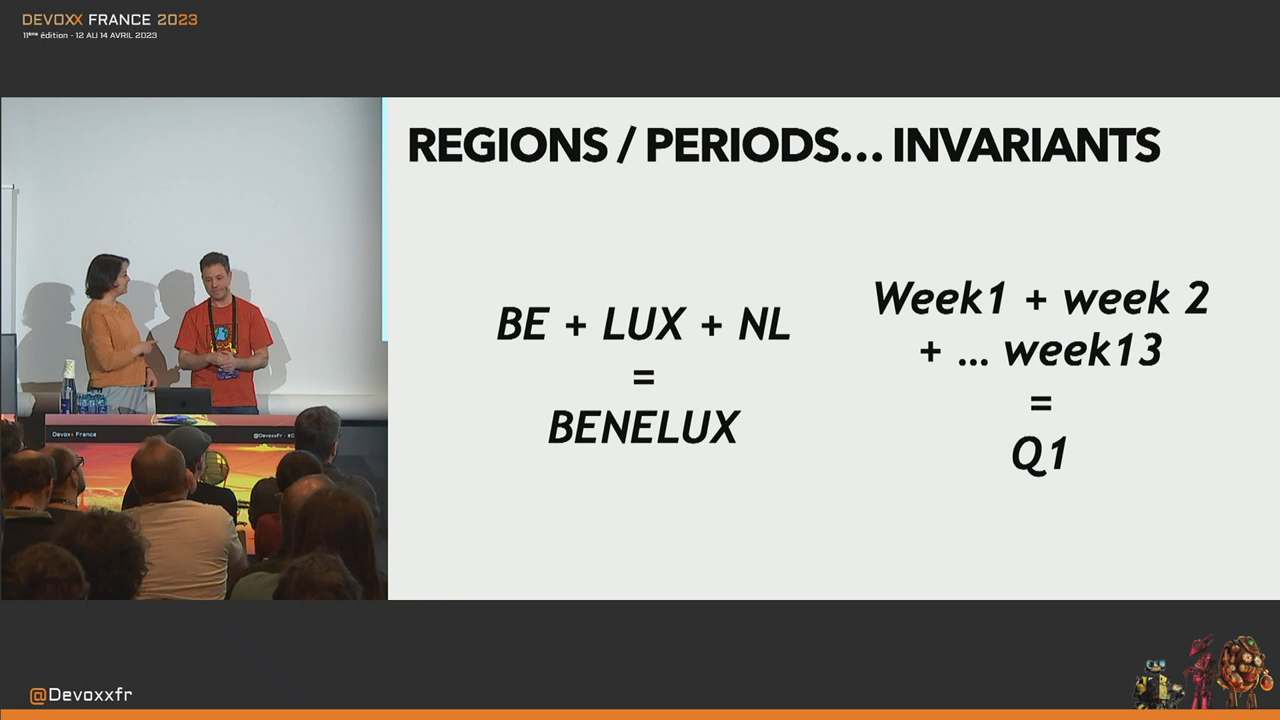 DEVOXX FRANCE 2023
11ème édition - 12 AU 14 AVRIL 2023
REGIONS / PERIODS... INVARIANTS
BE + LUX + NL
=
BENELUX
Week1 + week 2
+ ... week13
=
Q1
Devoxx France
@DevoxxFr - #D
@Devoxxfr